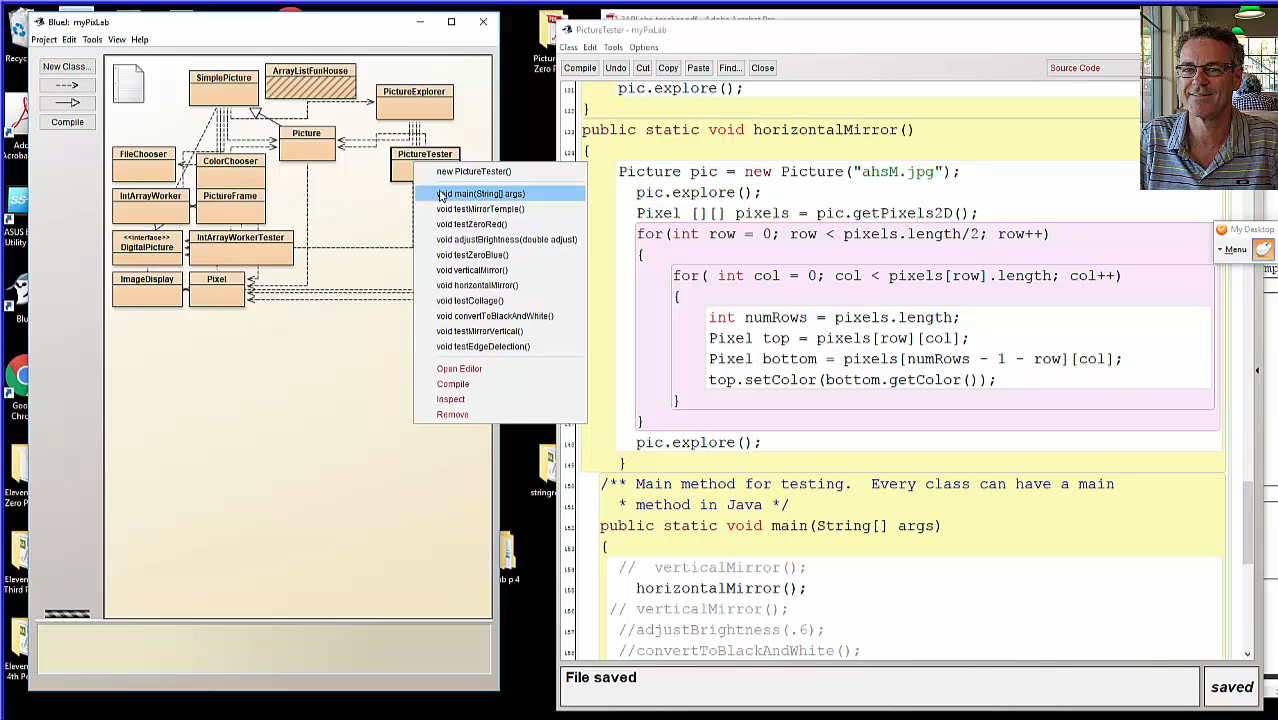 BlueJ: myPixLab
Project Edit Tools View Help
New Class...
Compile
SimplePicture
ArrayListFunHouse
PictureExplorer
Picture
PictureTester
FileChooser
ColorChooser
IntArrayWorker
PictureFrame
<<interface>>
DigitalPicture
IntArrayWorkerTester
ImageDisplay
Pixel
new PictureTester()
void main(String[] args)
void testMirrorTemple()
void testZeroRed()
void adjustBrightness(double adjust)
void testZeroBlue()
void verticalMirror()
void horizontalMirror()
void testCollage()
void convertToBlackAndWhite()
void testMirrorVertical()
void testEdgeDetection()
Open Editor
Compile
Inspect
Remove
PictureTester - myPixLab
Class Edit Tools Options
Compile Undo Cut Copy Paste Find... Close
Source Code
pic.explore();
}
public static void horizontalMirror()
{
Picture pic = new Picture("ahsM.jpg");
pic.explore();
Pixel [][] pixels = pic.getPixels2D();
for(int row = 0; row < pixels.length/2; row++)
{
for( int col = 0; col < pixels[row].length; col++)
{
int numRows = pixels.length;
Pixel top = pixels[row][col];
Pixel bottom = pixels[numRows - 1 - row][col];
top.setColor(bottom.getColor());
}
}
pic.explore();
}
/** Main method for testing. Every class can have a main
* method in Java */
public static void main(String[] args)
{
// verticalMirror();
horizontalMirror();
// verticalMirror();
//adjustBrightness(.6);
//convertToBlackAndWhite();
File saved
saved
My Desktop
Menu